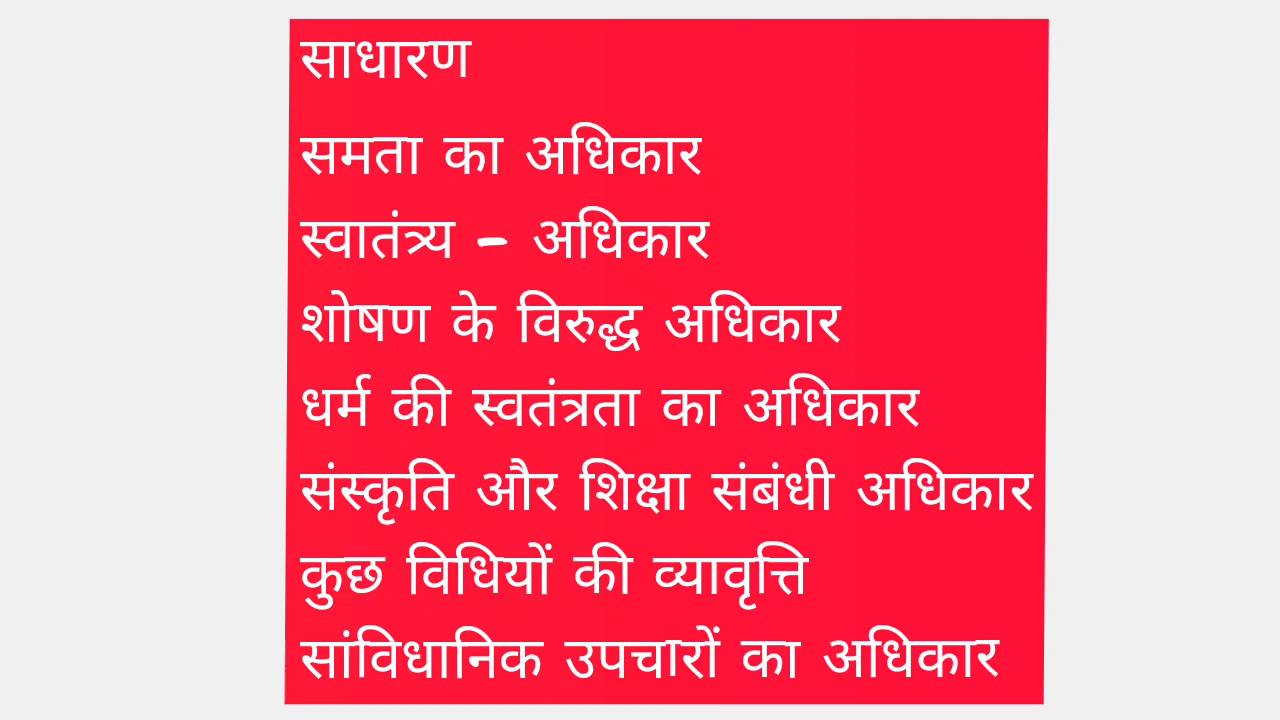 साधारण
समता का अधिकार
स्वातंत्र्य - अधिकार
शोषण के विरुद्ध अधिकार
धर्म की स्वतंत्रता का अधिकार
संस्कृति और शिक्षा संबंधी अधिकार
कुछ विधियों की व्यावृत्ति
सांविधानिक उपचारों का अधिकार